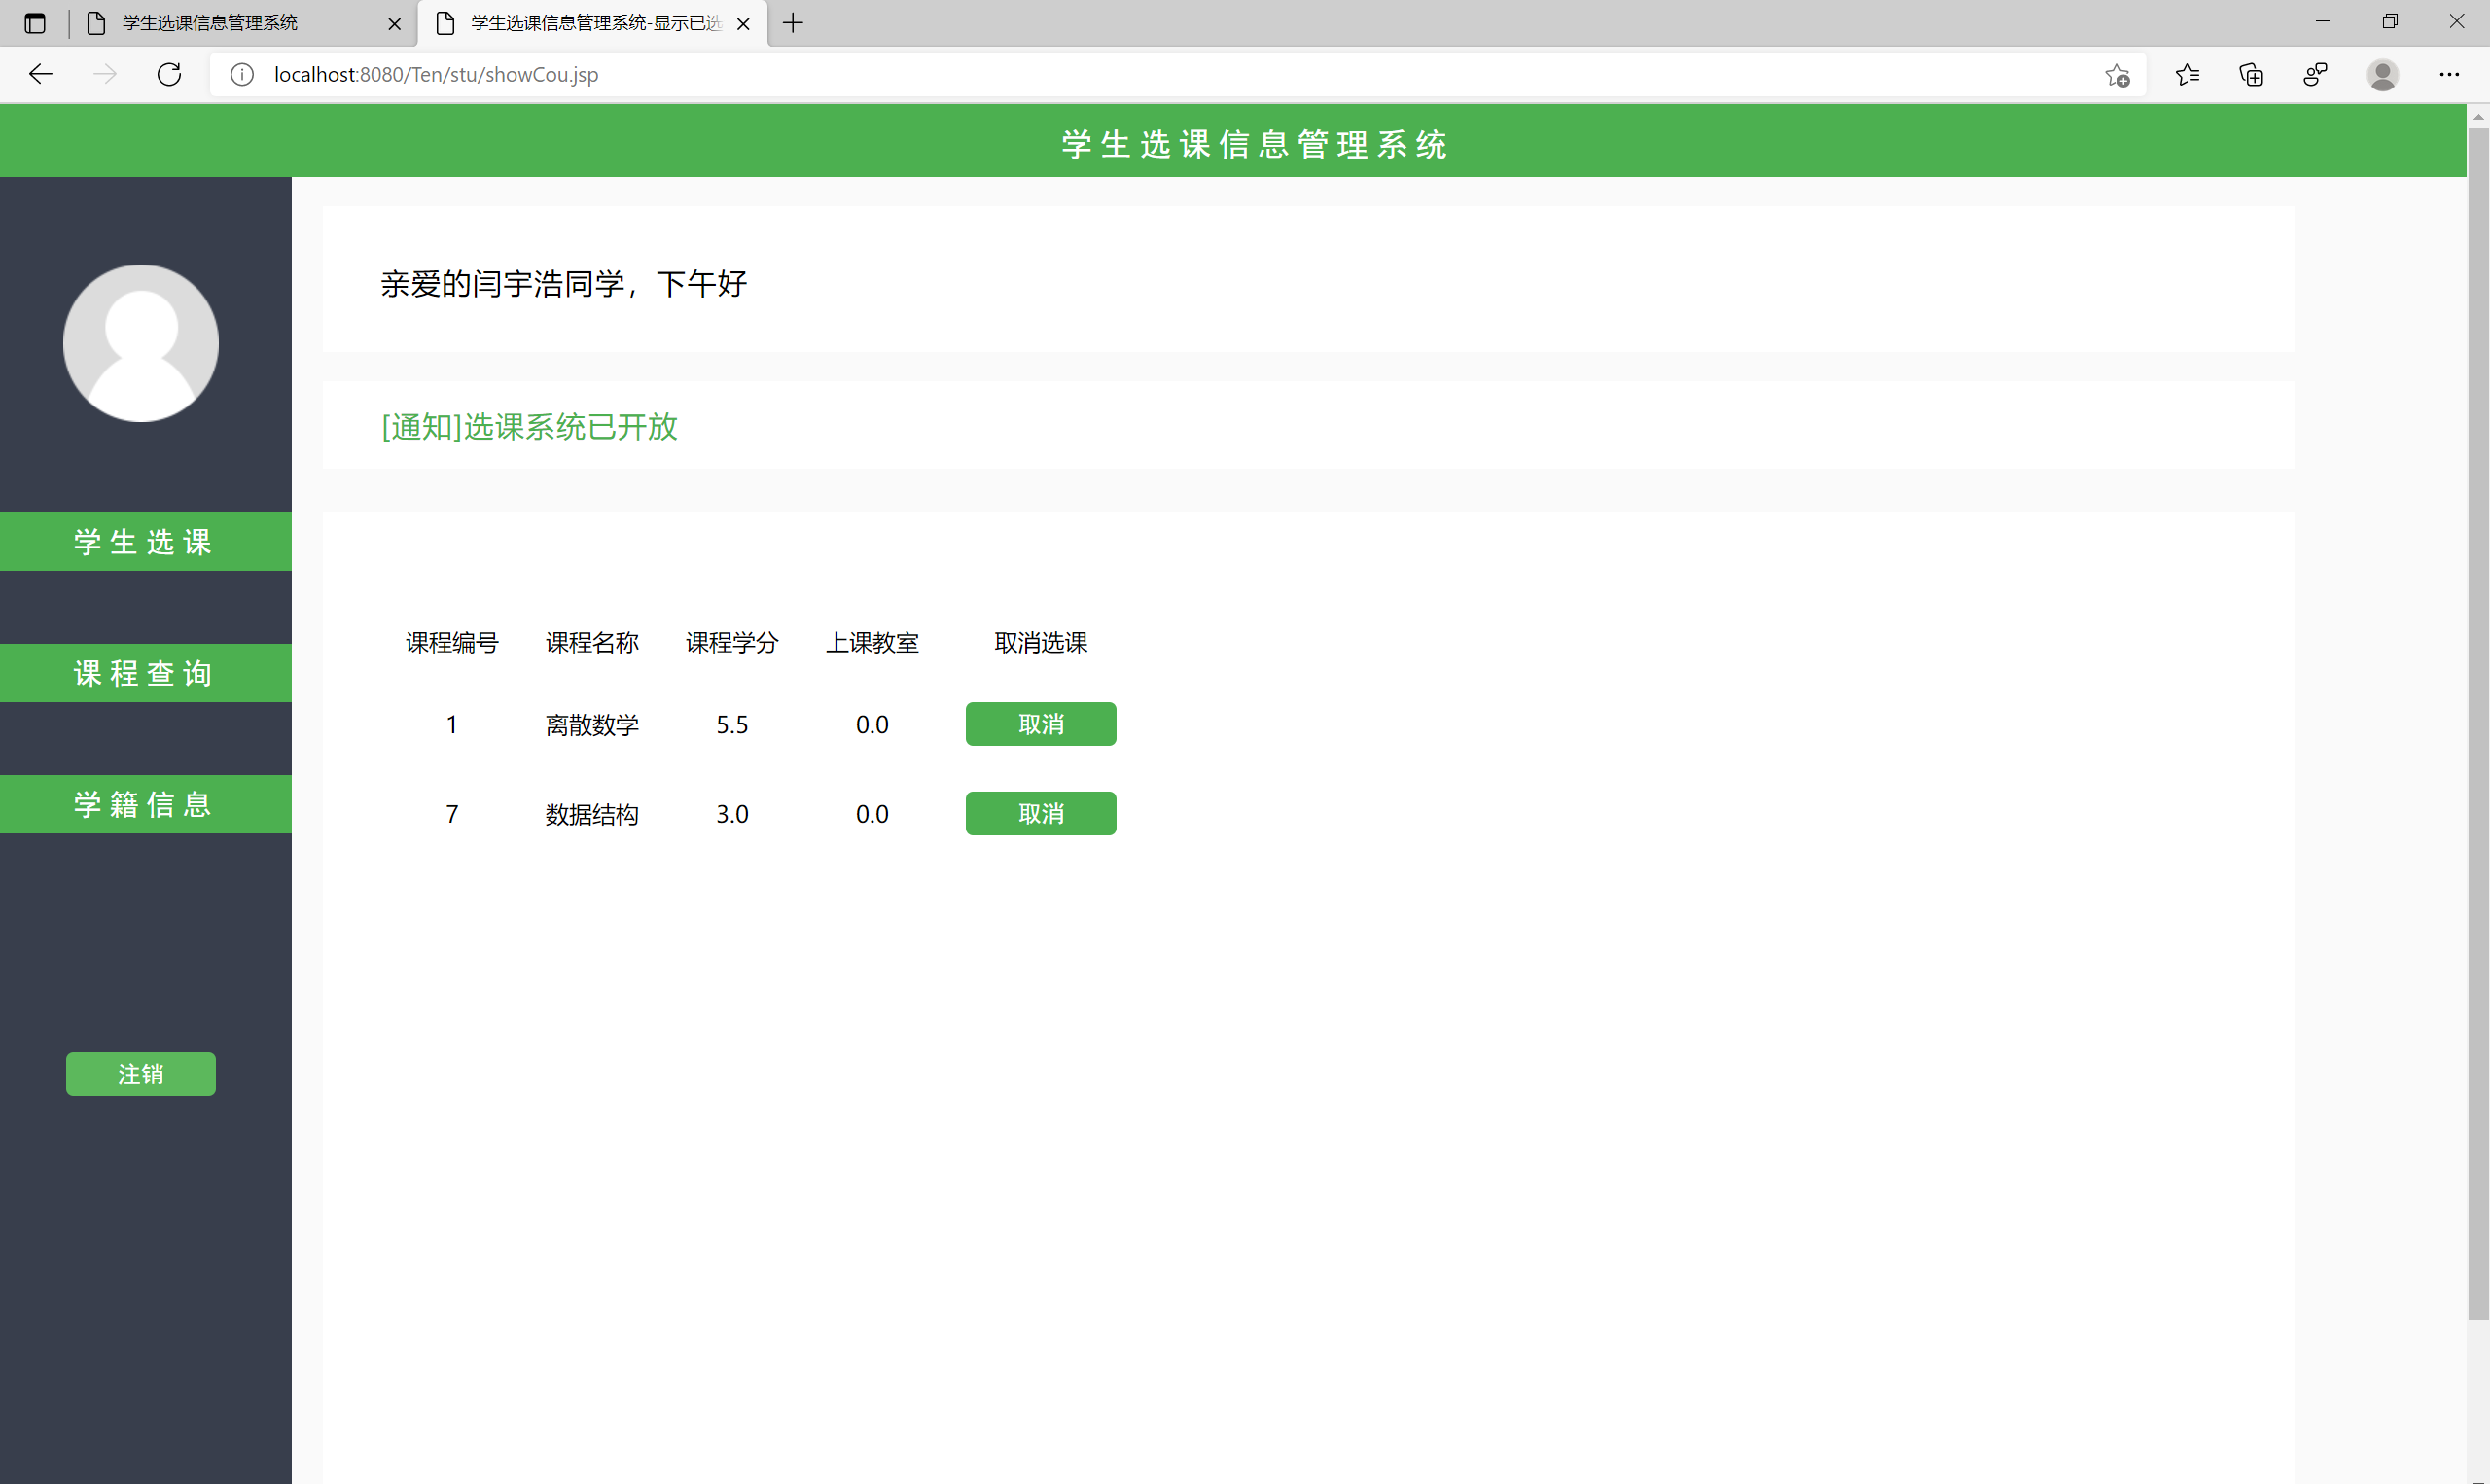 学生选课信息管理系统
学生选课信息管理系统-显示已选
localhost:8080/Ten/stu/showCou.jsp
学生选课信息管理系统
亲爱的闫宇浩同学，下午好
[通知]选课系统已开放
学生选课
课程查询
学籍信息
注销
课程编号 课程名称 课程学分 上课教室 取消选课
1 离散数学 5.5 0.0 取消
7 数据结构 3.0 0.0 取消